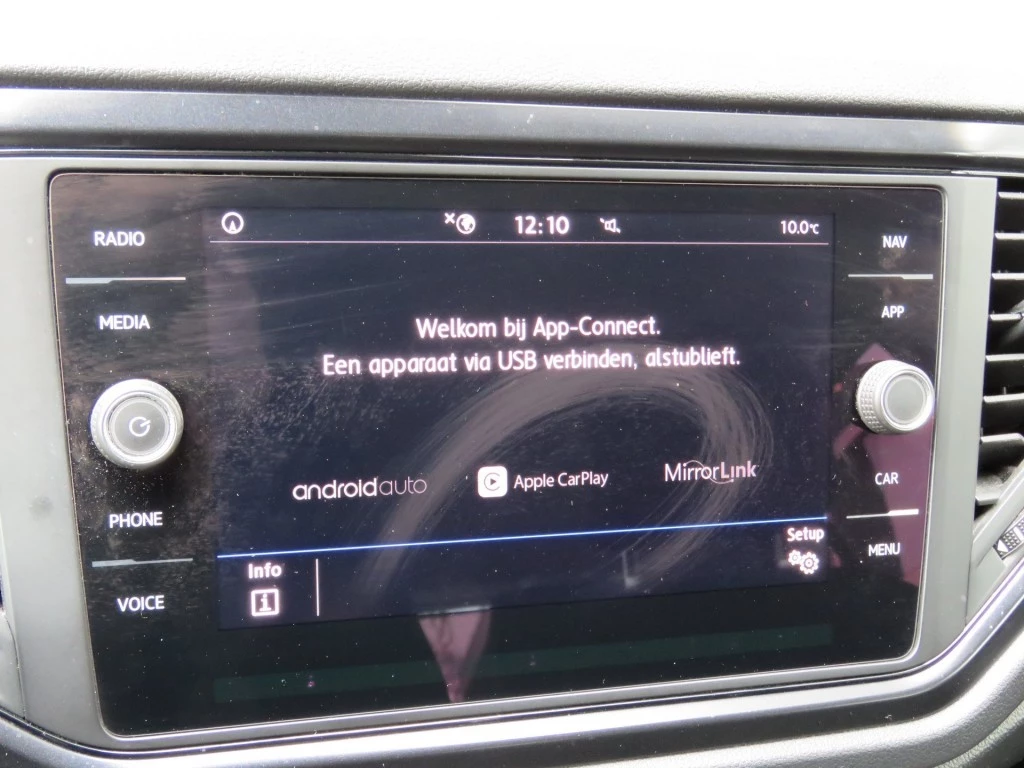 RADIO
MEDIA
PHONE
VOICE
12:10
10.0°C
Welkom bij App-Connect.
Een apparaat via USB verbinden, alstublieft.
androidauto
Apple CarPlay
MirrorLink
Info
Setup
NAV
APP
CAR
MENU